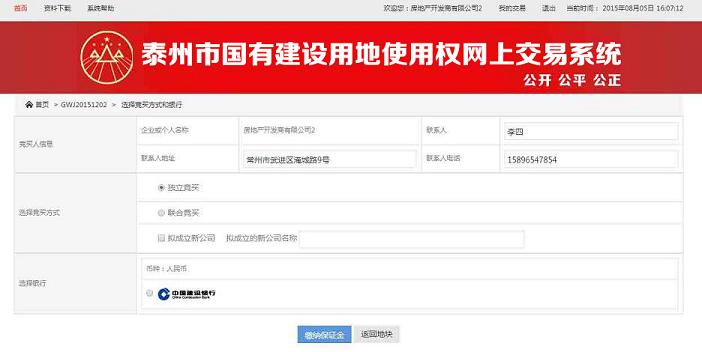 首页 资料下载 系统帮助 欢迎您：房地产开发商有限公司2 我的交易 退出 当前时间： 2015年08月05日 16:07:12
泰州市国有建设用地使用权网上交易系统
公开 公平 公正
首页 > GWJ20151202 > 选择竞买方式和银行
竞买人信息
企业或个人名称 房地产开发商有限公司2 联系人 李四
联系人地址 常州市武进区淹城路9号 联系人电话 15896547854
选择竞买方式
独立竞买
联合竞买
拟成立新公司 拟成立的新公司名称
选择银行
币种：人民币
中国建设银行
China Construction Bank
缴纳保证金 返回地块